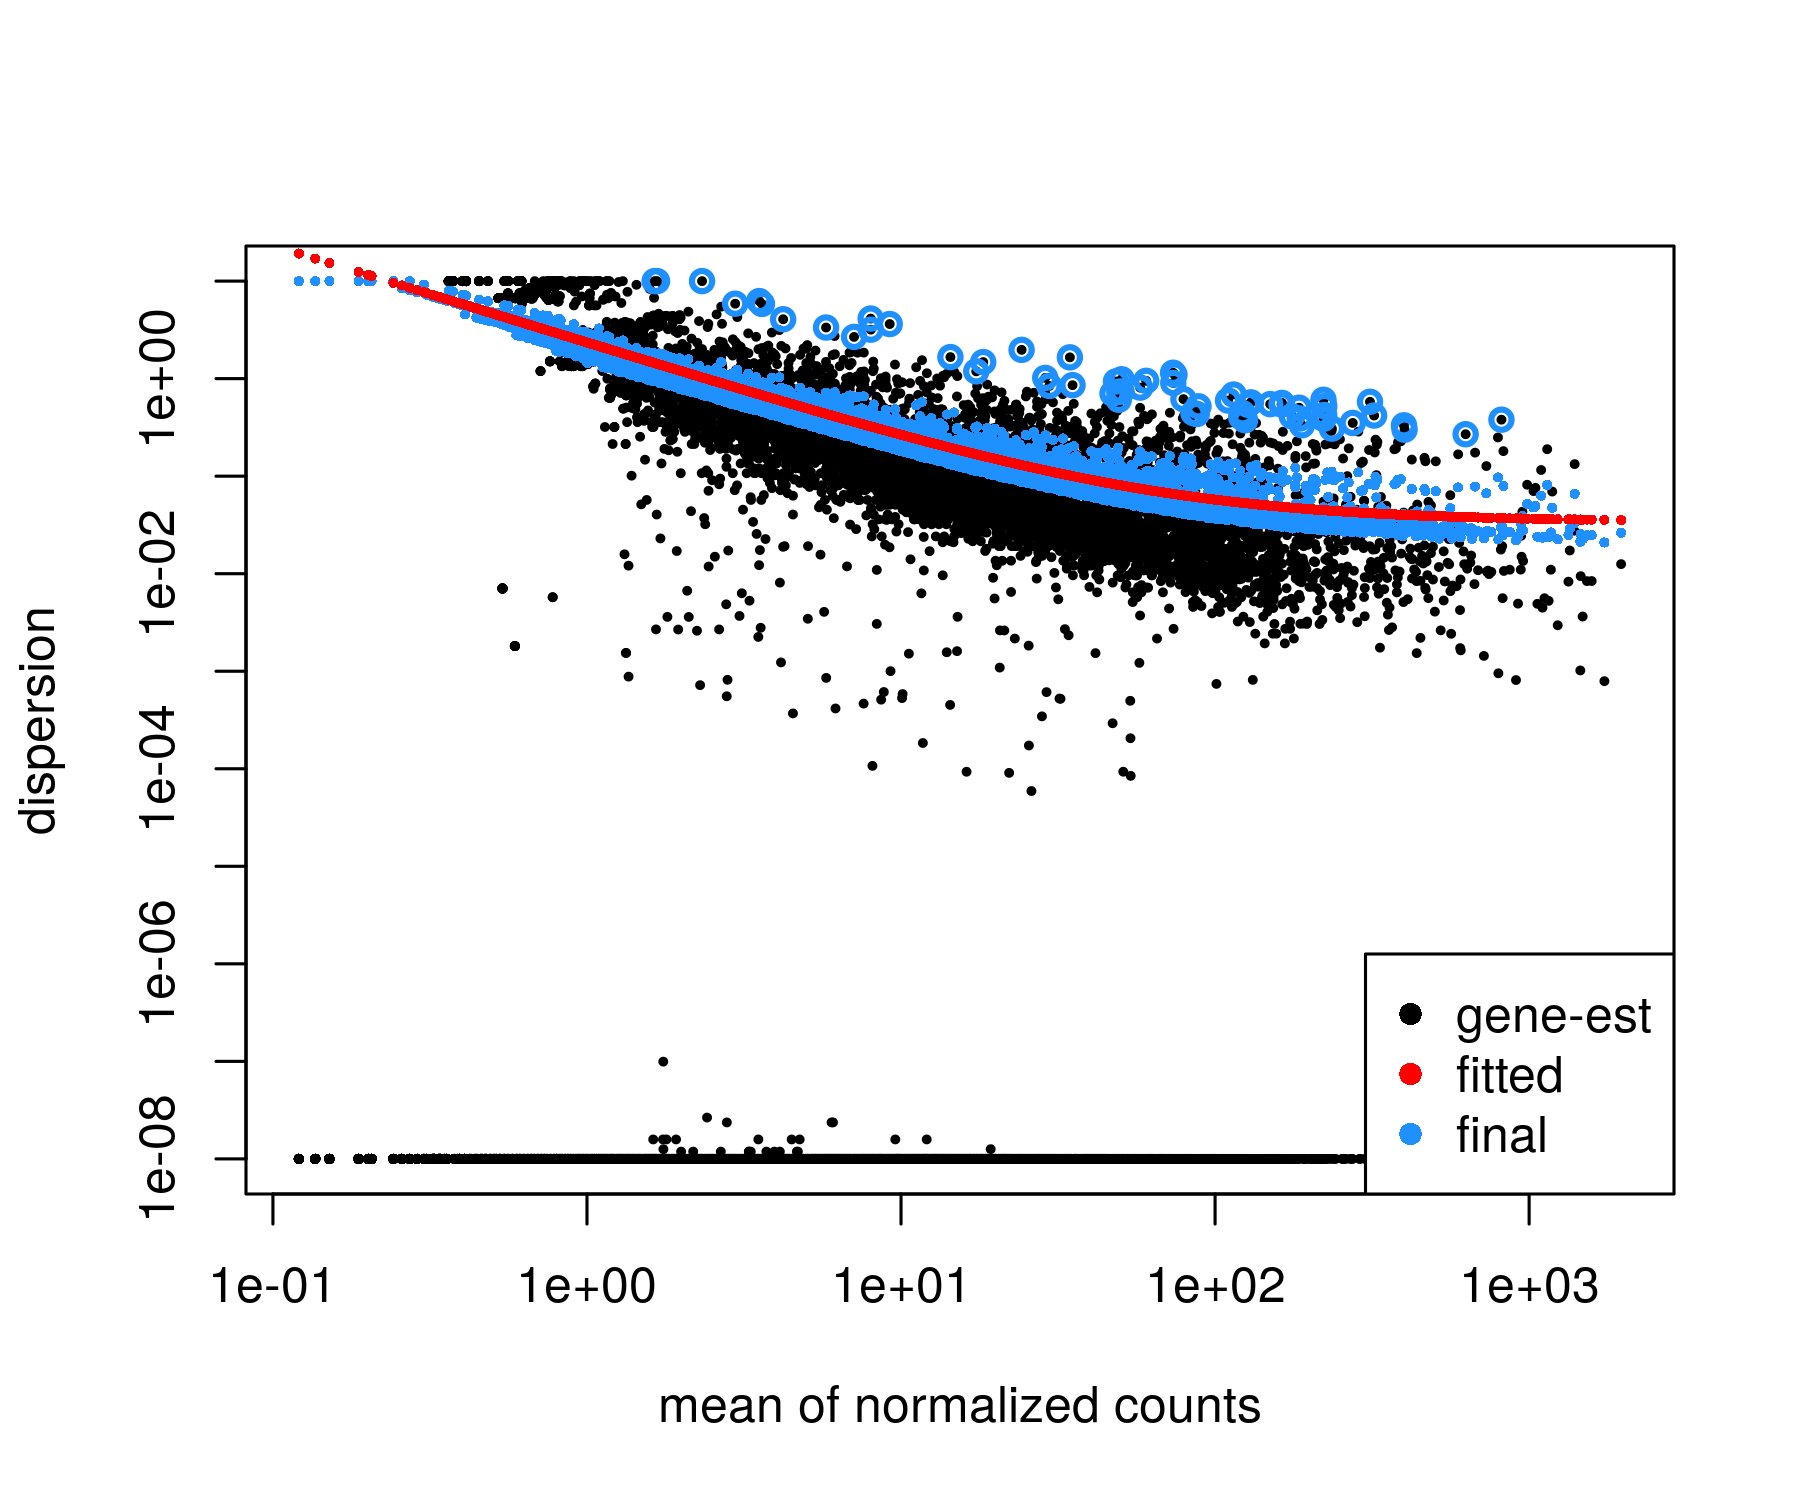 dispersion
1e+00
1e-02
1e-04
1e-06
1e-08
gene-est
fitted
final
1e-01 1e+00 1e+01 1e+02 1e+03
mean of normalized counts